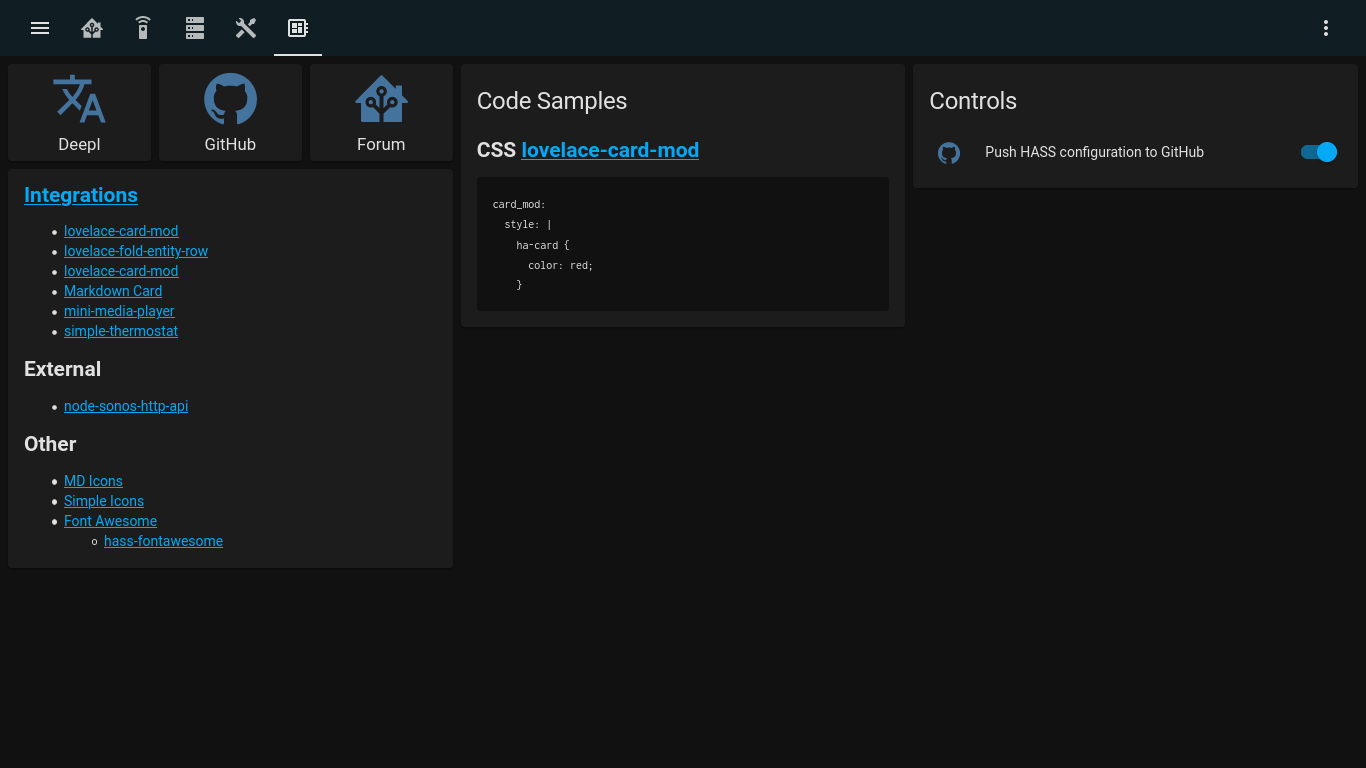 Deepl
GitHub
Forum
Integrations
lovelace-card-mod
lovelace-fold-entity-row
lovelace-card-mod
Markdown Card
mini-media-player
simple-thermostat
External
node-sonos-http-api
Other
MD Icons
Simple Icons
Font Awesome
hass-fontawesome
Code Samples
CSS lovelace-card-mod
card_mod:
  style: |
    ha-card {
      color: red;
    }
Controls
Push HASS configuration to GitHub